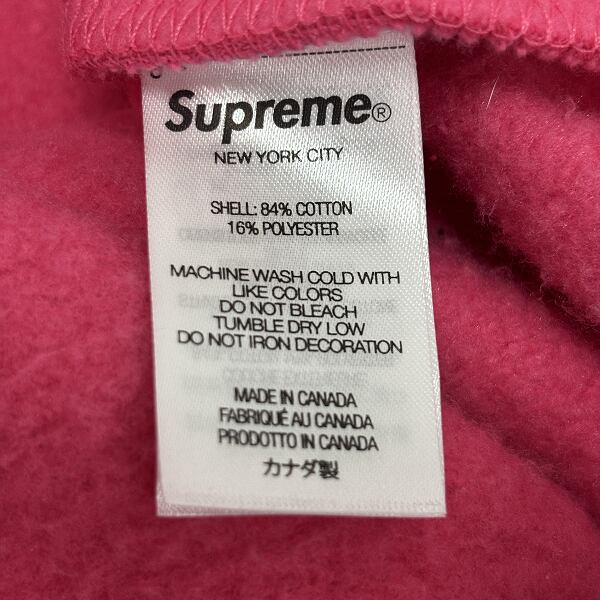 Supreme®
NEW YORK CITY
SHELL: 84% COTTON
16% POLYESTER
MACHINE WASH COLD WITH
LIKE COLORS
DO NOT BLEACH
TUMBLE DRY LOW
DO NOT IRON DECORATION
MADE IN CANADA
FABRIQUÉ AU CANADA
PRODOTTO IN CANADA
カナダ製